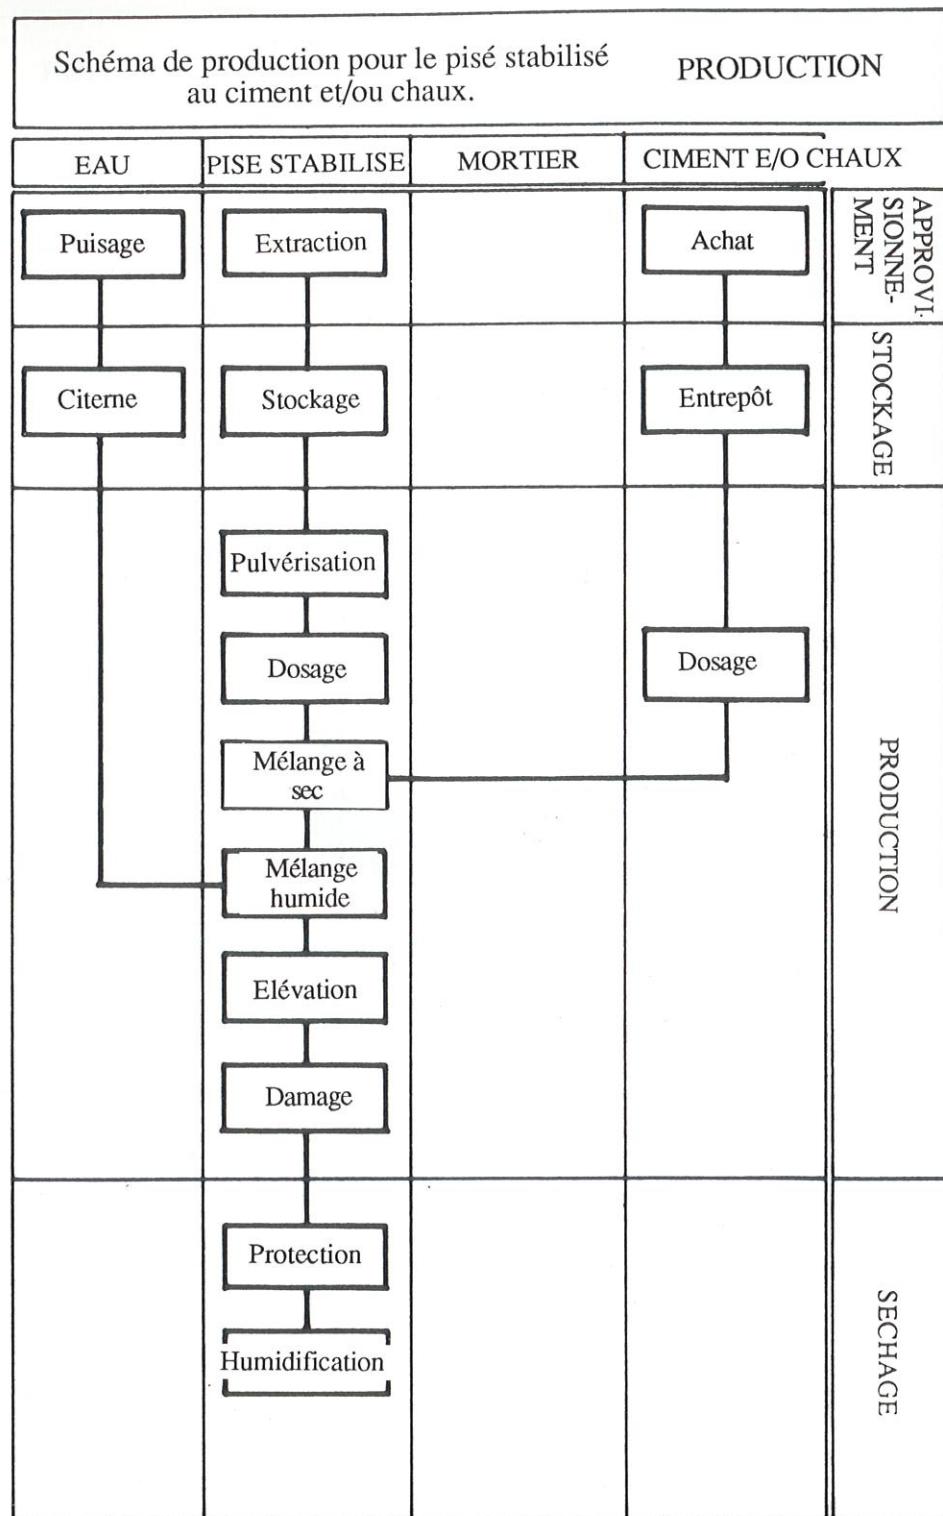 Schéma de production pour le pisé stabilisé
au ciment et/ou chaux.
PRODUCTION
EAU
PISE STABILISE
MORTIER
CIMENT E/O CHAUX
Puisage
Extraction
Achat
APPROVI-
SIONNE-
MENT
Citerne
Stockage
Entrepôt
STOCKAGE
Pulvérisation
Dosage
Dosage
Mélange à
sec
Mélange
humide
Elévation
Damage
PRODUCTION
Protection
Humidification
SECHAGE